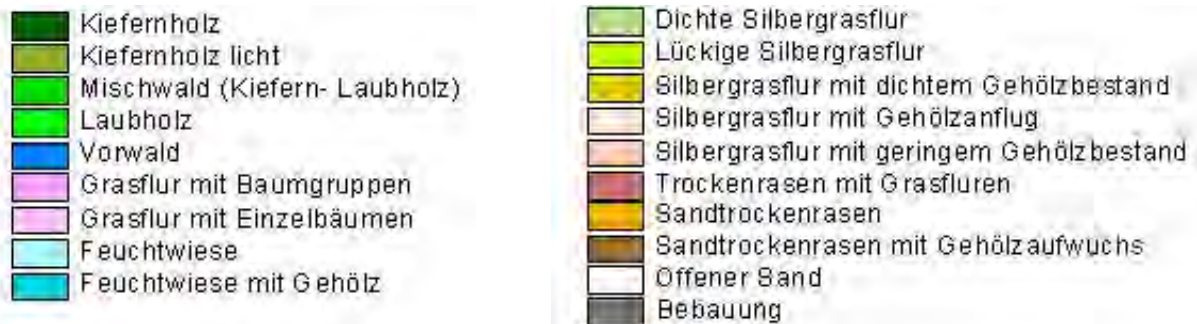 Kiefernholz
Kiefernholz licht
Mischwald (Kiefern- Laubholz)
Laubholz
Vorwald
Grasflur mit Baumgruppen
Grasflur mit Einzelbäumen
Feuchtwiese
Feuchtwiese mit Gehölz
Dichte Silbergrasflur
Lückige Silbergrasflur
Silbergrasflur mit dichtem Gehölzbestand
Silbergrasflur mit Gehölzanflug
Silbergrasflur mit geringem Gehölzbestand
Trockenrasen mit Grasfluren
Sandtrockenrasen
Sandtrockenrasen mit Gehölzaufwuchs
Offener Sand
Bebauung